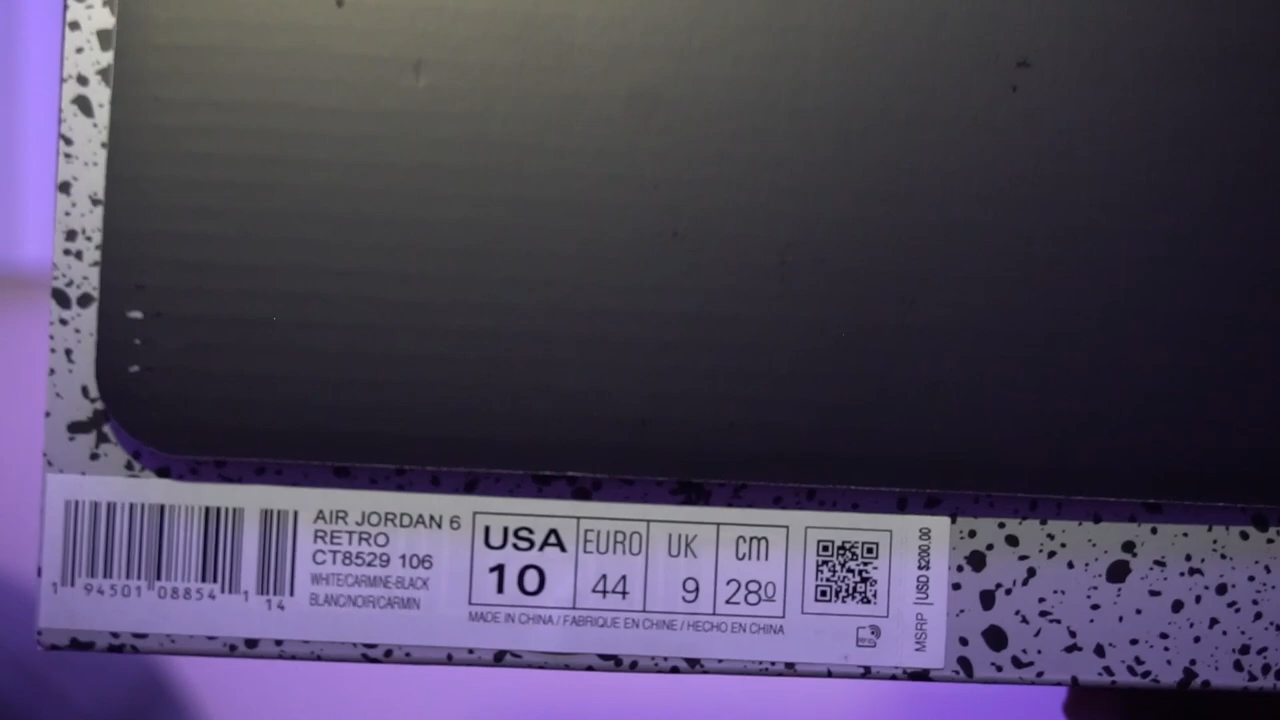 AIR JORDAN 6
RETRO
CT8529 106
WHITE/CARMINE-BLACK
BLANC/NOIR/CARMIN
1 94501 08854 1 14
USA EURO UK cm
10 44 9 280
MADE IN CHINA / FABRIQUE EN CHINE / HECHO EN CHINA
RFID
MSRP USD $200.00